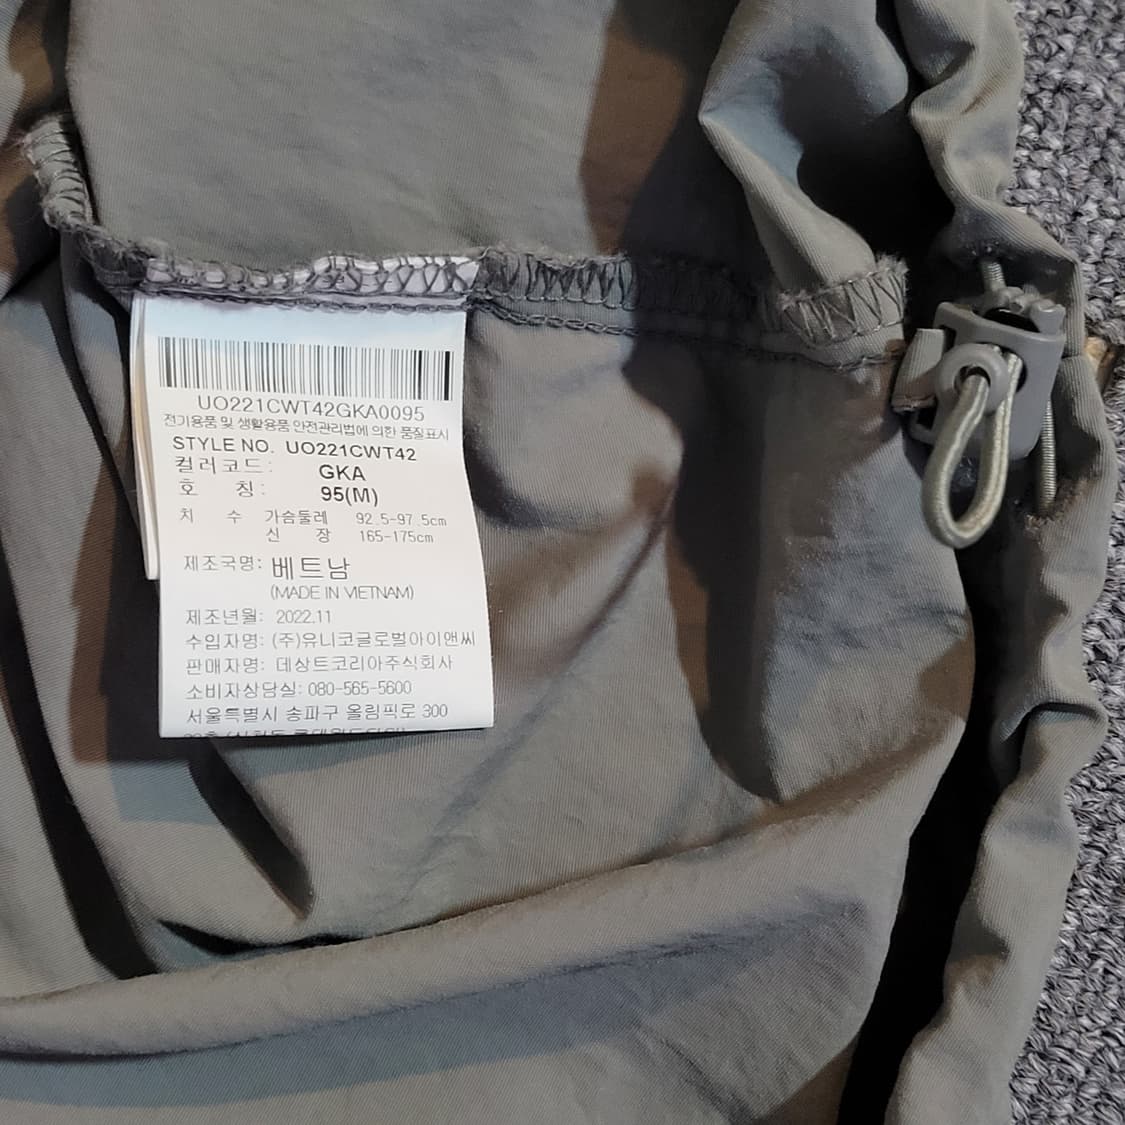 UO221CWT42GKA0095
전기용품 및 생활용품 안전관리법에 의한 품질표시
STYLE NO. UO221CWT42
컬러코드: GKA
호 칭: 95(M)
치 수 가슴둘레 92.5-97.5cm
신 장 165-175cm
제조국명: 베트남
(MADE IN VIETNAM)
제조년월: 2022.11
수입자명: (주)유니코글로벌아이앤씨
판매자명: 데상트코리아주식회사
소비자상담실: 080-565-5600
서울특별시 송파구 올림픽로 300